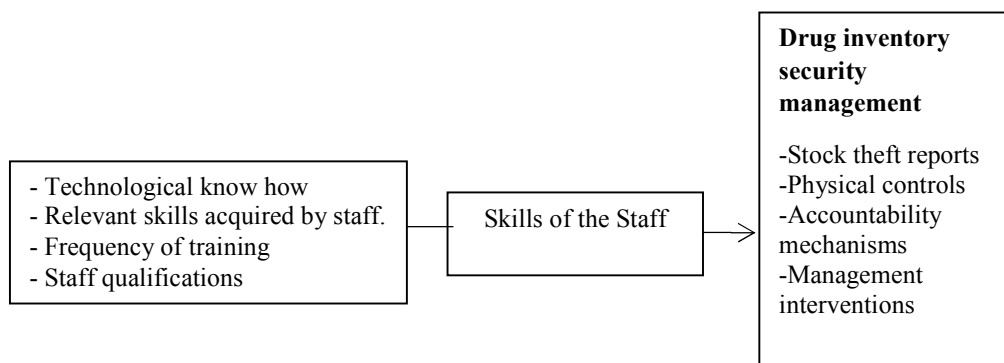 - Technological know how
- Relevant skills acquired by staff.
- Frequency of training
- Staff qualifications
Skills of the Staff
Drug inventory
security
management
-Stock theft reports
-Physical controls
-Accountability
mechanisms
-Management
interventions